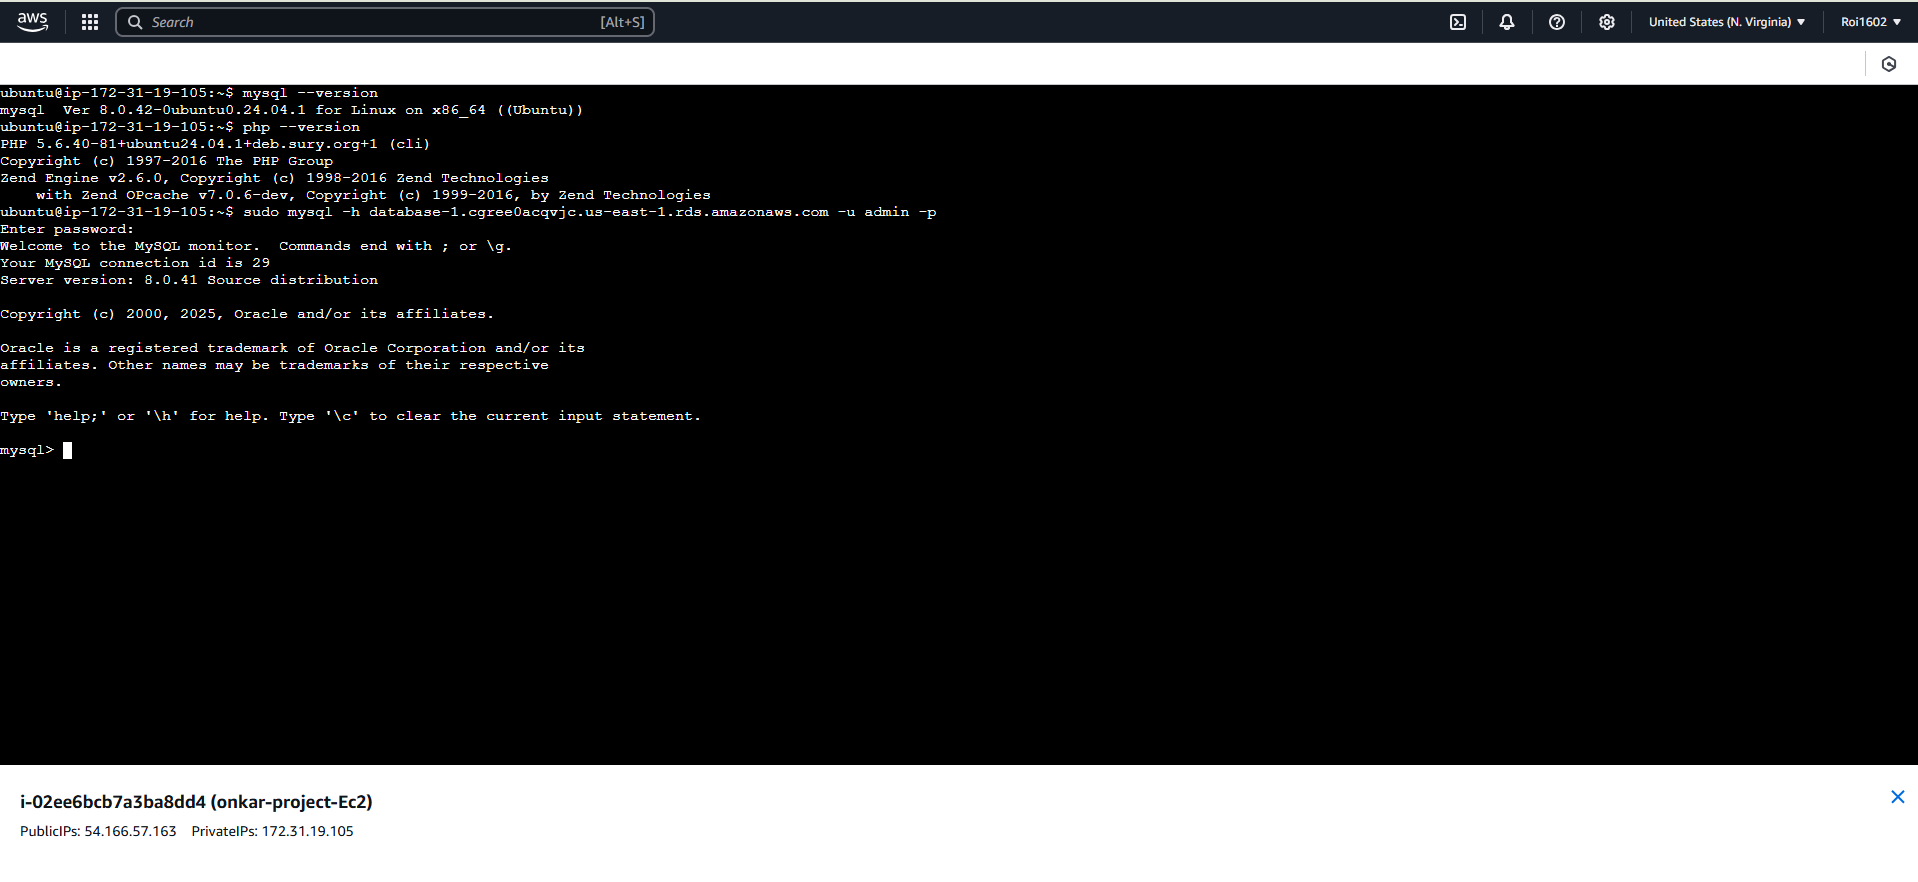 aws
Search [Alt+S]
United States (N. Virginia)
Roi1602
ubuntu@ip-172-31-19-105:~$ mysql --version
mysql  Ver 8.0.42-0ubuntu0.24.04.1 for Linux on x86_64 ((Ubuntu))
ubuntu@ip-172-31-19-105:~$ php --version
PHP 5.6.40-81+ubuntu24.04.1+deb.sury.org+1 (cli)
Copyright (c) 1997-2016 The PHP Group
Zend Engine v2.6.0, Copyright (c) 1998-2016 Zend Technologies
    with Zend OPcache v7.0.6-dev, Copyright (c) 1999-2016, by Zend Technologies
ubuntu@ip-172-31-19-105:~$ sudo mysql -h database-1.cgree0acqvjc.us-east-1.rds.amazonaws.com -u admin -p
Enter password:
Welcome to the MySQL monitor.  Commands end with ; or \g.
Your MySQL connection id is 29
Server version: 8.0.41 Source distribution
Copyright (c) 2000, 2025, Oracle and/or its affiliates.
Oracle is a registered trademark of Oracle Corporation and/or its
affiliates. Other names may be trademarks of their respective
owners.
Type 'help;' or '\h' for help. Type '\c' to clear the current input statement.
mysql>
i-02ee6bcb7a3ba8dd4 (onkar-project-Ec2)
PublicIPs: 54.166.57.163 PrivateIPs: 172.31.19.105